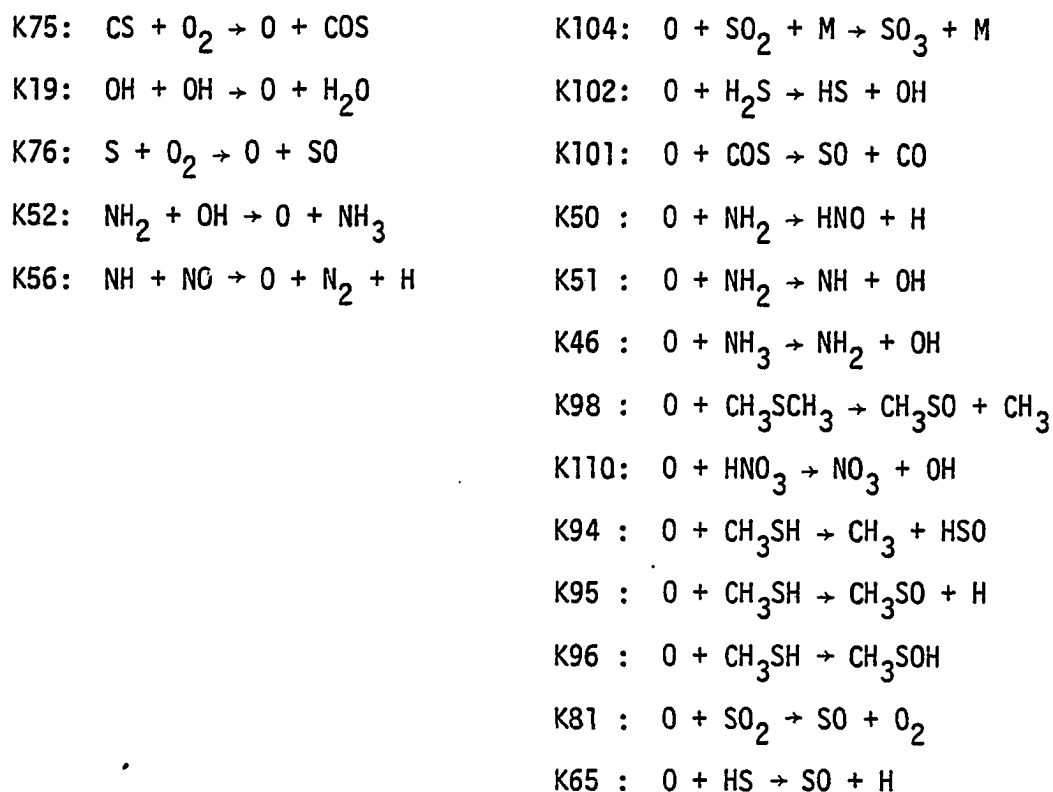 K75: CS + O₂ → O + COS
K19: OH + OH → O + H₂O
K76: S + O₂ → O + SO
K52: NH₂ + OH → O + NH₃
K56: NH + NO → O + N₂ + H
K104: O + SO₂ + M → SO₃ + M
K102: O + H₂S → HS + OH
K101: O + COS → SO + CO
K50 : O + NH₂ → HNO + H
K51 : O + NH₂ → NH + OH
K46 : O + NH₃ → NH₂ + OH
K98 : O + CH₃SCH₃ → CH₃SO + CH₃
K110: O + HNO₃ → NO₃ + OH
K94 : O + CH₃SH → CH₃ + HSO
K95 : O + CH₃SH → CH₃SO + H
K96 : O + CH₃SH → CH₃SOH
K81 : O + SO₂ → SO + O₂
K65 : O + HS → SO + H